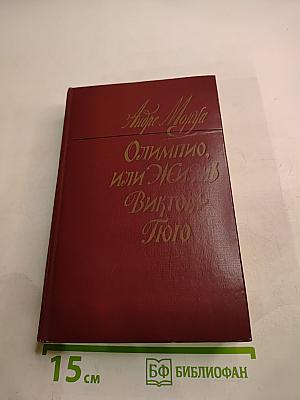 Андре Моруа
Олимпио,
или Жизнь
Виктора
Гюго
15 см
БФ БИБЛИОФАН